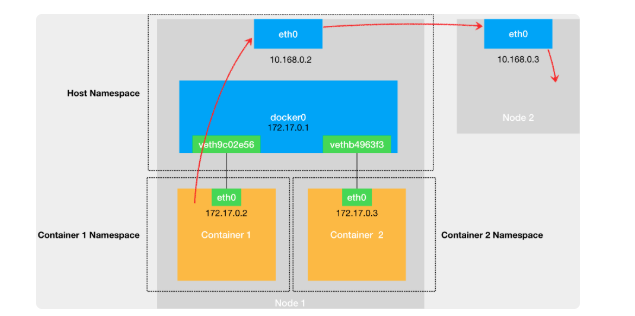 eth0
eth0
10.168.0.2
10.168.0.3
Host Namespace
docker0
172.17.0.1
Node 2
veth9c02e56
vethb4963f3
eth0
eth0
172.17.0.2
172.17.0.3
Container 1 Namespace
Container 1
Container 2
Container 2 Namespace
Node 1